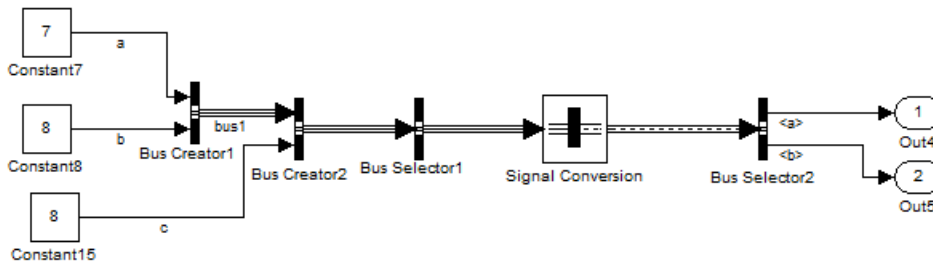 7
a
Constant7
8
b
Constant8
Bus Creator1
bus1
Bus Creator2
Bus Selector1
Signal Conversion
<a>
<b>
Bus Selector2
1
Out4
2
Out5
8
c
Constant15